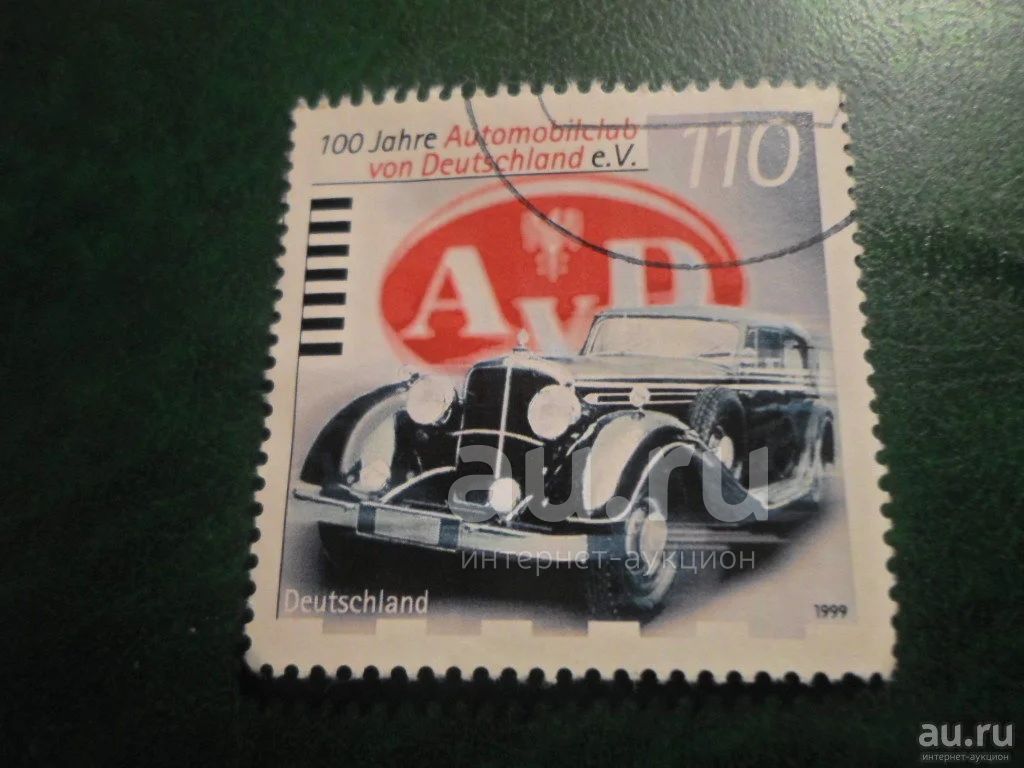 100 Jahre Automobilclub
von Deutschland e.V.
110
AvD
Deutschland
1999
au.ru
интернет-аукцион
au.ru
интернет-аукцион